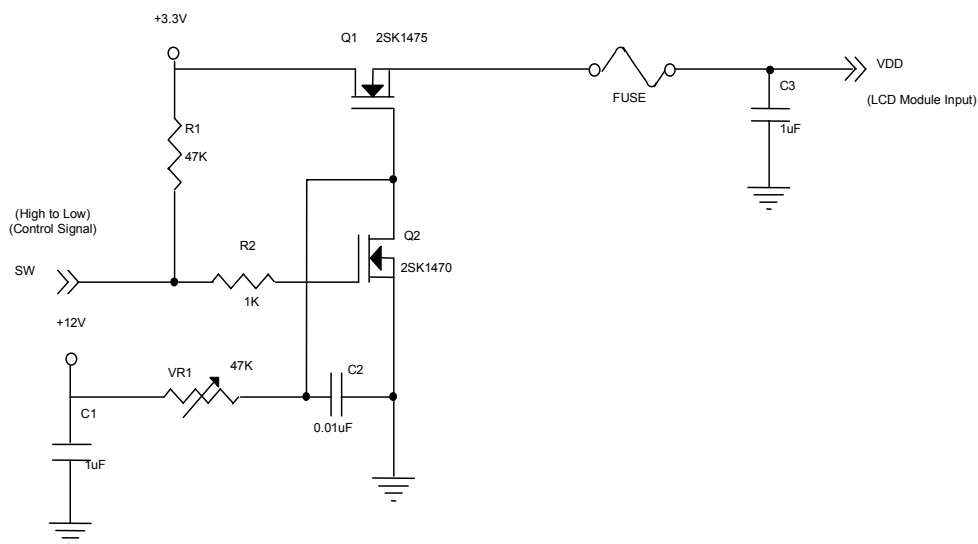 +3.3V
Q1 2SK1475
VDD
FUSE
C3
(LCD Module Input)
R1
1uF
47K
(High to Low)
(Control Signal)
Q2
R2
SW
2SK1470
1K
+12V
VR1
47K
C2
C1
0.01uF
1uF